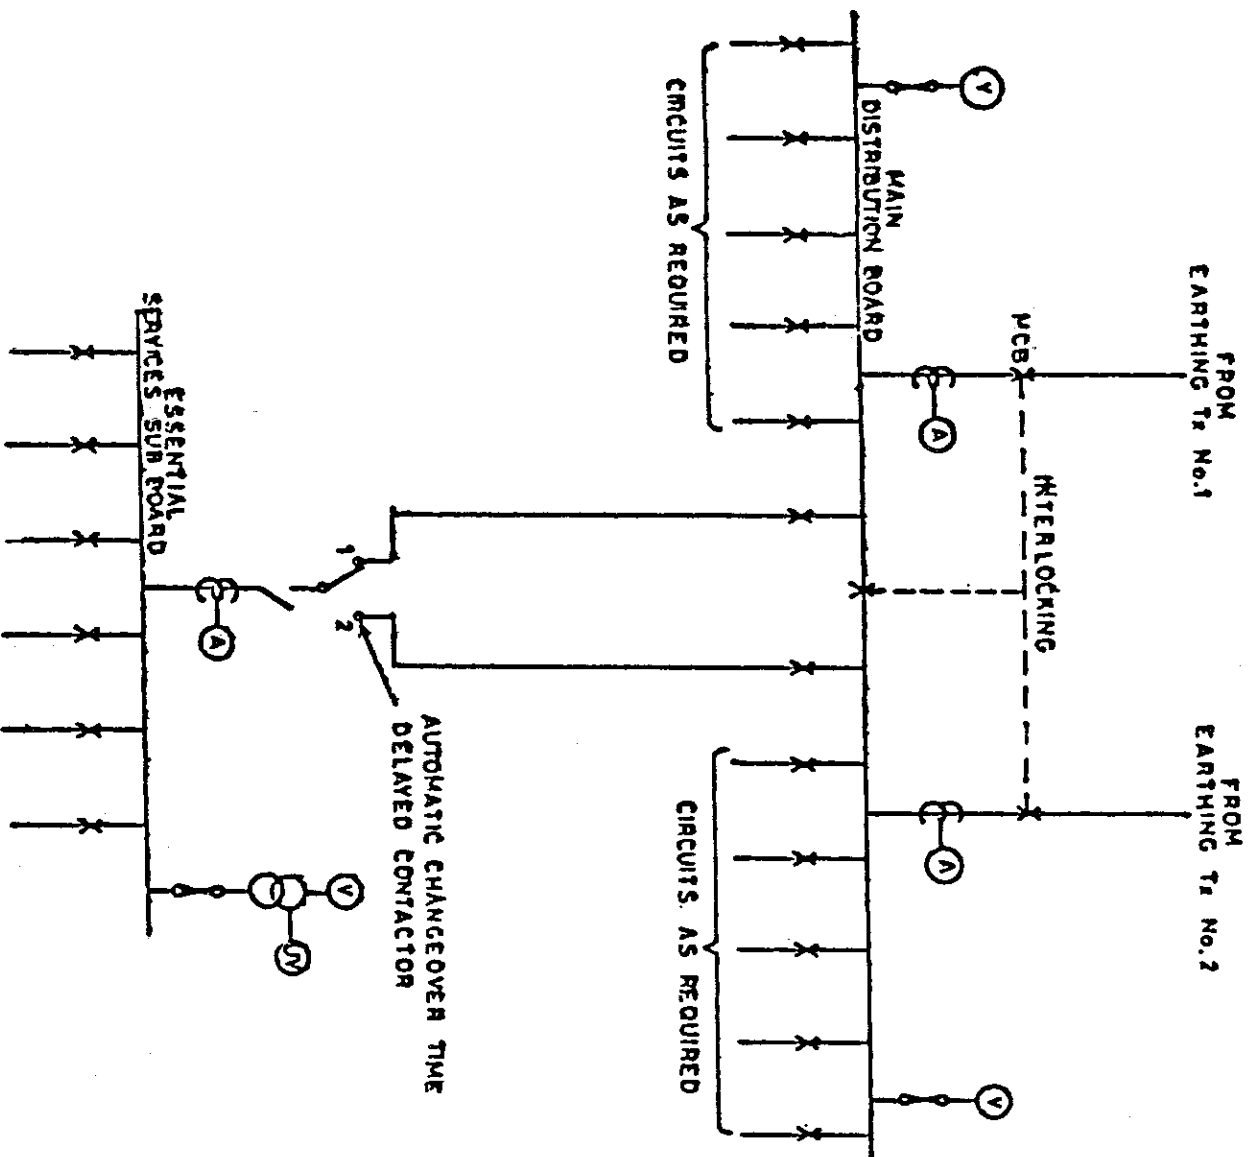 FROM
EARTHING Tx No.1
FROM
EARTHING Tx No.2
MCB
INTERLOCKING
A
A
V
V
MAIN
DISTRIBUTION BOARD
CIRCUITS AS REQUIRED
CIRCUITS. AS REQUIRED
1
2
AUTOMATIC CHANGEOVER TIME
DELAYED CONTACTOR
A
V
UV
ESSENTIAL
SERVICES SUB BOARD